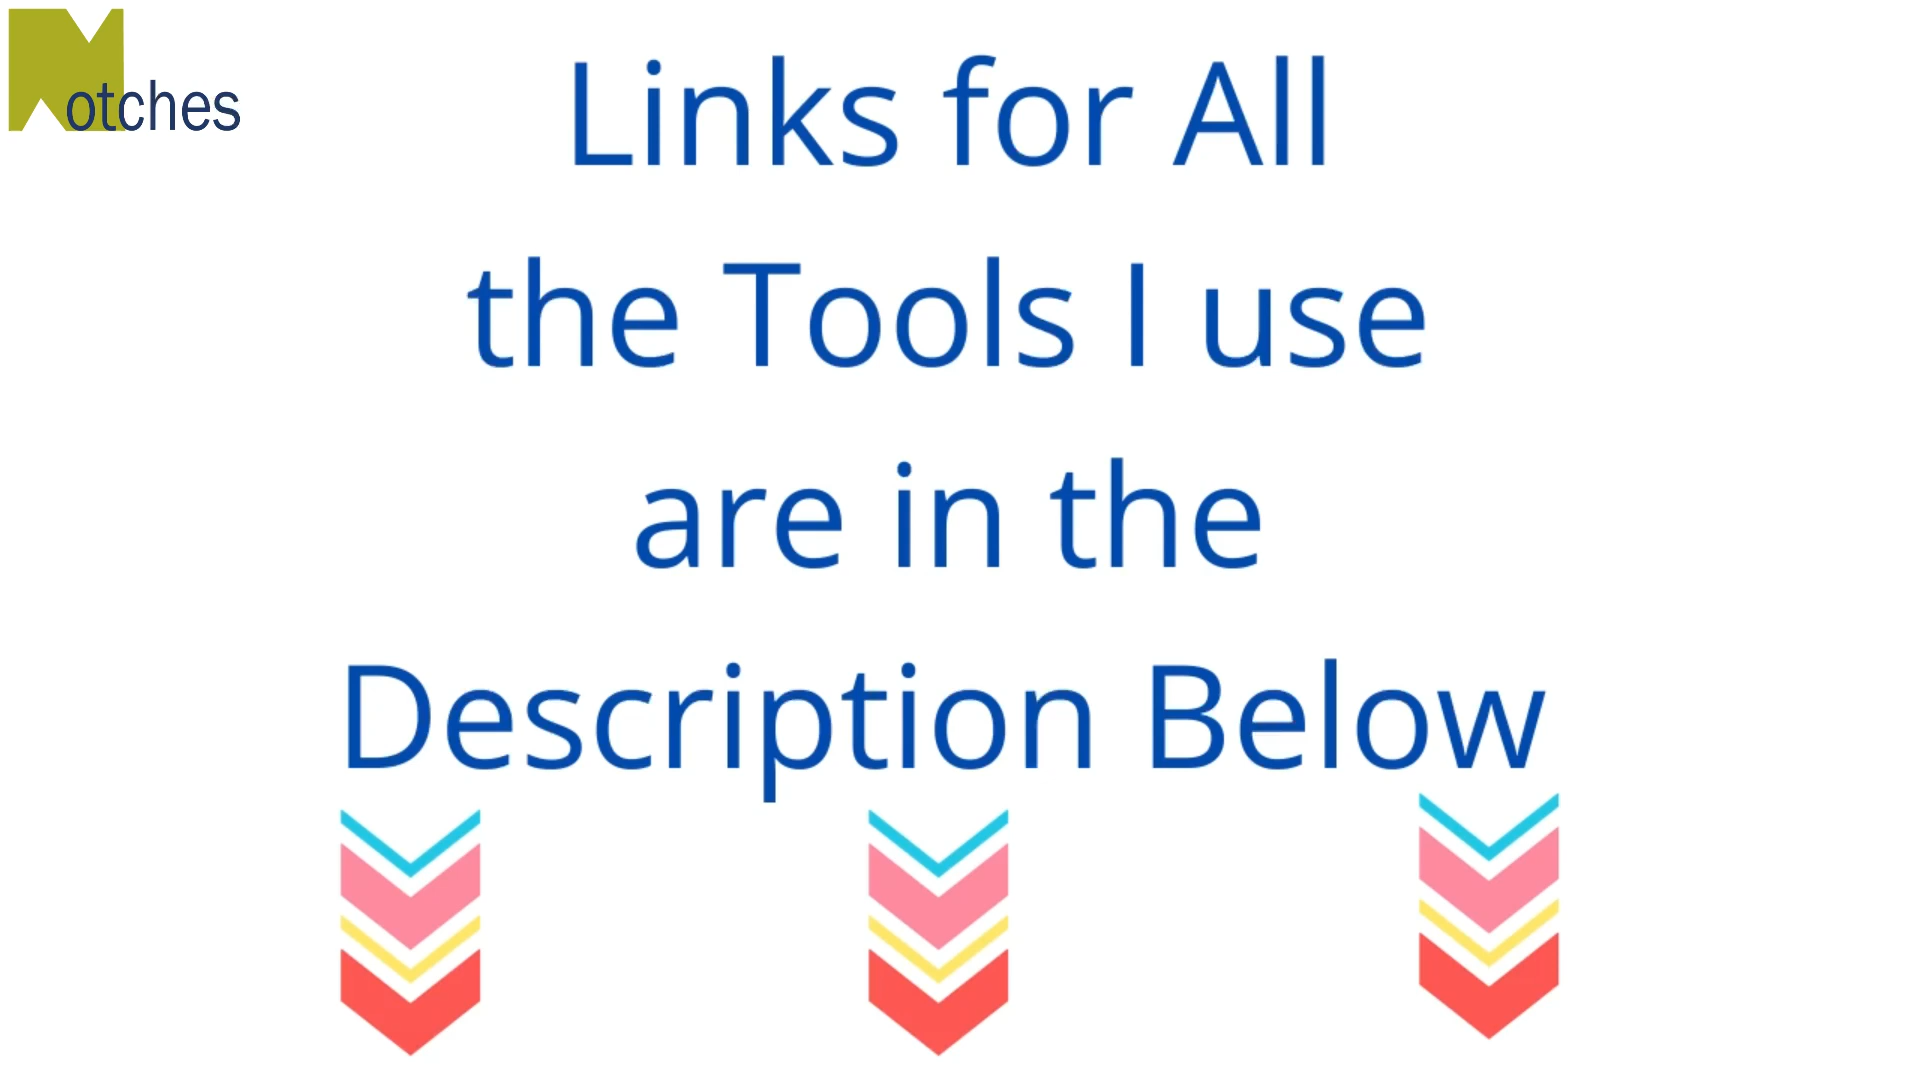 Motches
Links for All
the Tools I use
are in the
Description Below